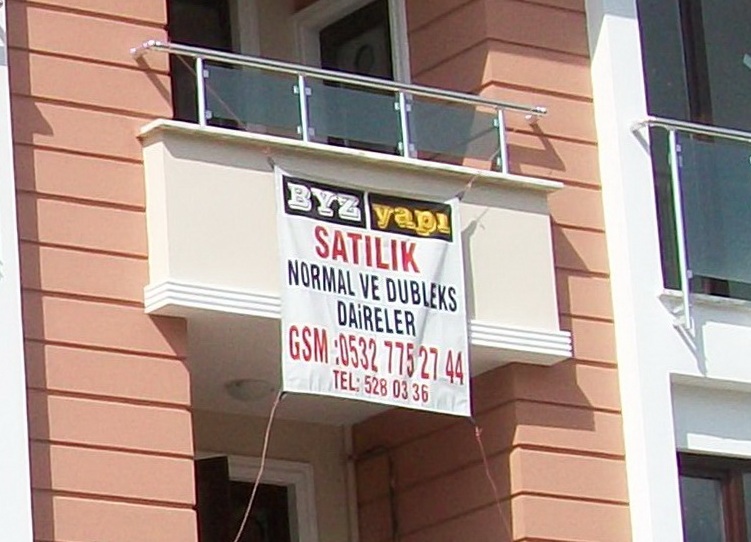 BYZ yapı
SATILIK
NORMAL VE DUBLEKS
DAİRELER
GSM :0532 775 27 44
TEL: 528 03 36